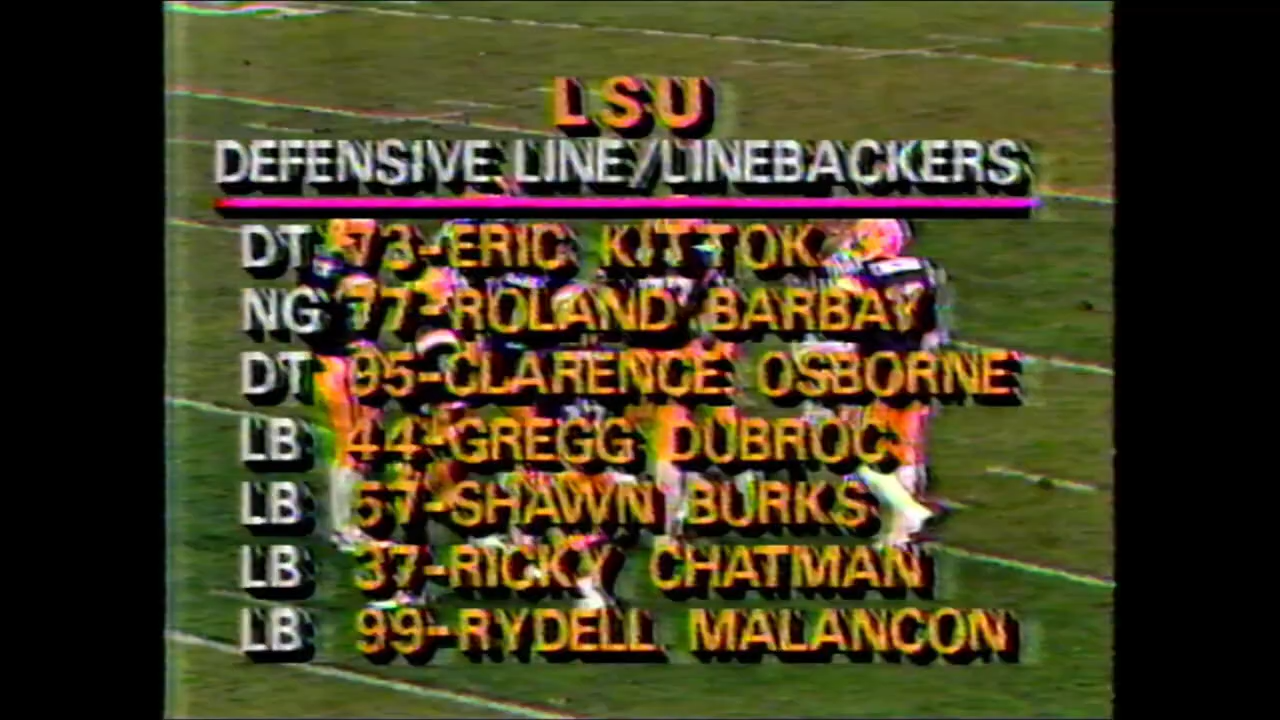 LSU
DEFENSIVE LINE/LINEBACKERS
DT 73-ERIC KITTOK
NG 77-ROLAND BARBAY
DT 95-CLARENCE OSBORNE
LB 44-GREGG DUBROC
LB 57-SHAWN BURKS
LB 37-RICKY CHATMAN
LB 99-RYDELL MALANCON